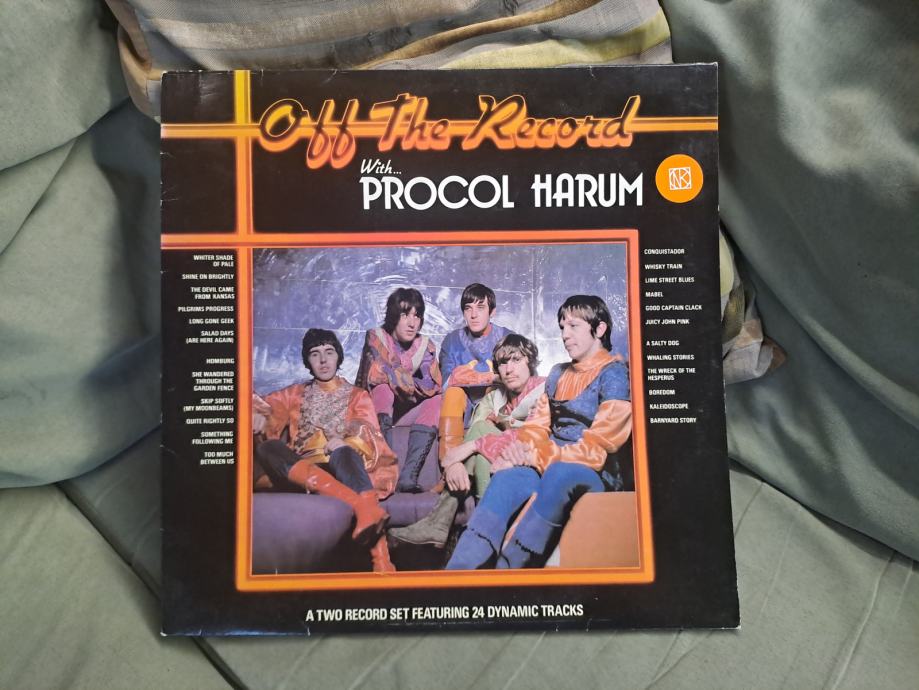 Off The Record
With...
PROCOL HARUM
NK
WHITER SHADE
OF PALE
SHINE ON BRIGHTLY
THE DEVIL CAME
FROM KANSAS
PILGRIMS PROGRESS
LONG GONE GEEK
SALAD DAYS
(ARE HERE AGAIN)
HOMBURG
SHE WANDERED
THROUGH THE
GARDEN FENCE
SKIP SOFTLY
(MY MOONBEAMS)
QUITE RIGHTLY SO
SOMETHING
FOLLOWING ME
TOO MUCH
BETWEEN US
CONQUISTADOR
WHISKY TRAIN
LIME STREET BLUES
MABEL
GOOD CAPTAIN CLACK
JUICY JOHN PINK
A SALTY DOG
WHALING STORIES
THE WRECK OF THE
HESPERUS
BOREDOM
KALEIDOSCOPE
BARNYARD STORY
A TWO RECORD SET FEATURING 24 DYNAMIC TRACKS